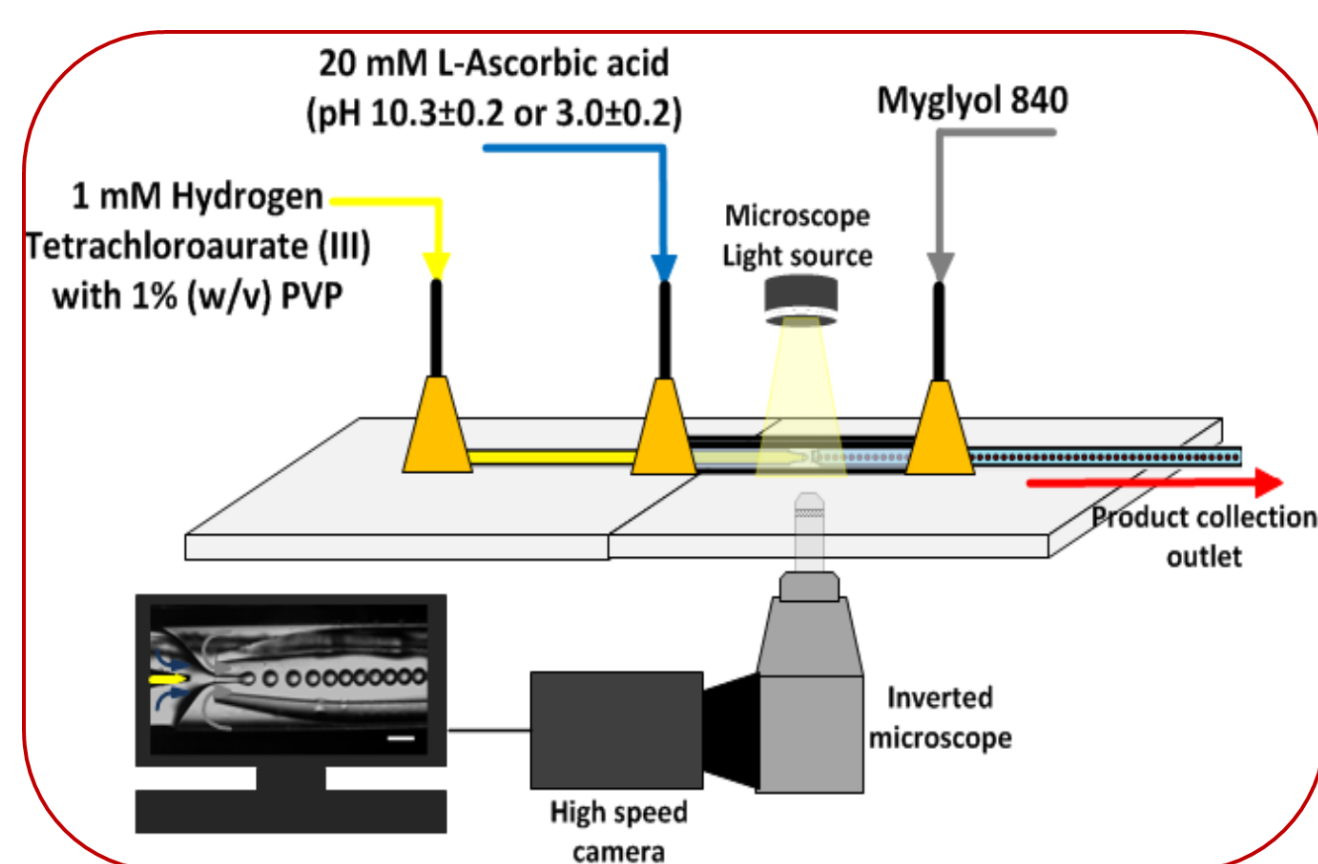 20 mM L-Ascorbic acid
(pH 10.3±0.2 or 3.0±0.2)
Myglyol 840
1 mM Hydrogen
Tetrachloroaurate (III)
with 1% (w/v) PVP
Microscope
Light source
Product collection
outlet
Inverted
microscope
High speed
camera